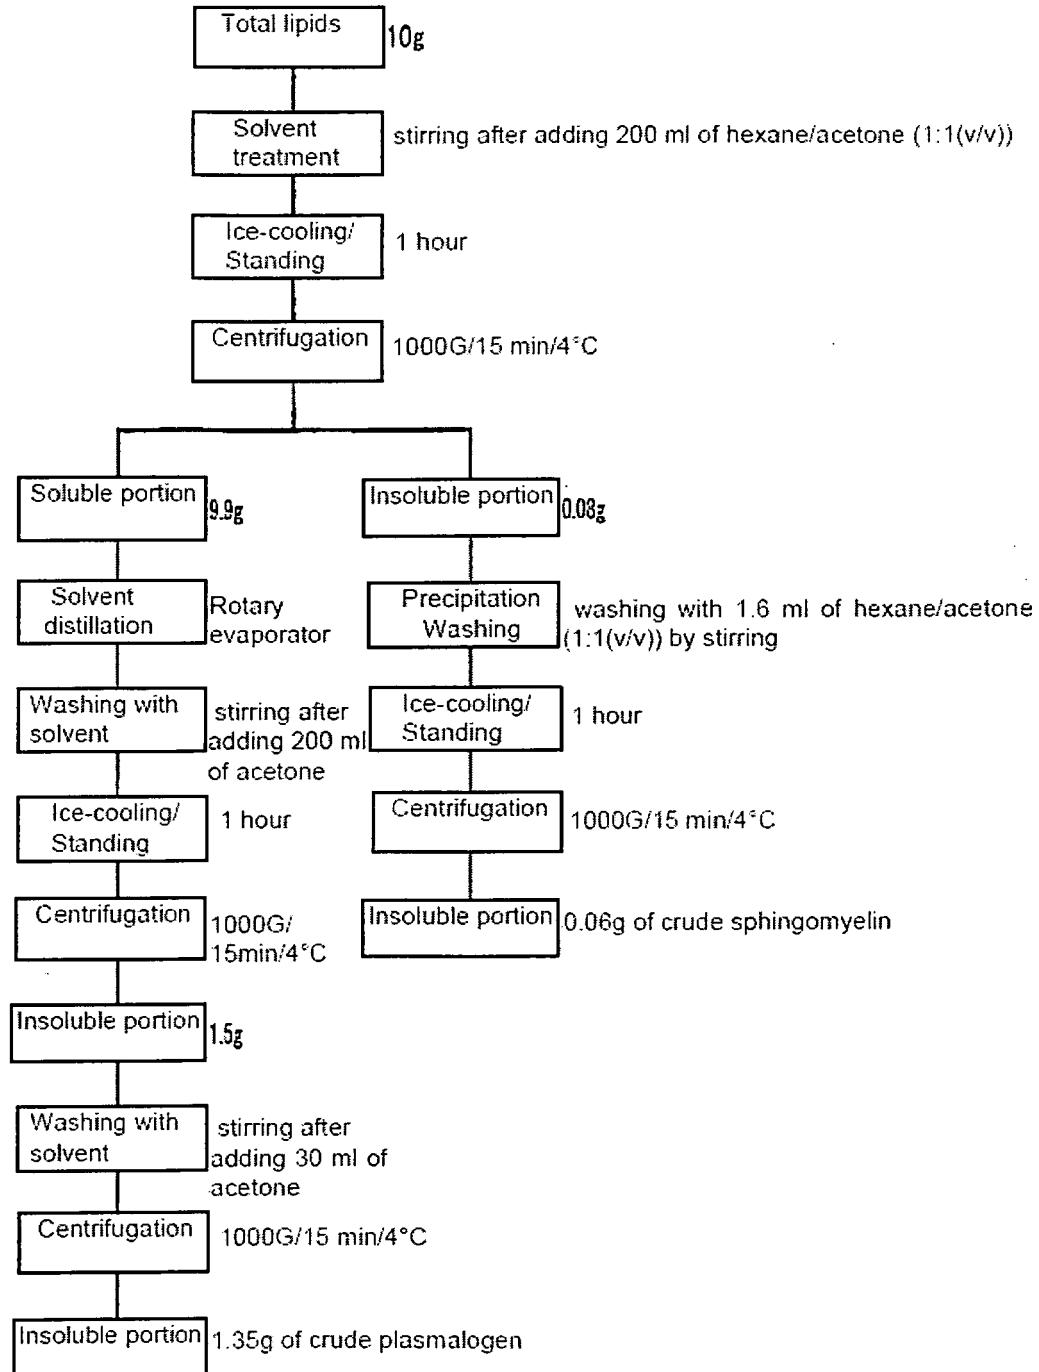 Total lipids
10g
Solvent
treatment
stirring after adding 200 ml of hexane/acetone (1:1(v/v))
Ice-cooling/
Standing
1 hour
Centrifugation
1000G/15 min/4°C
Soluble portion
9.9g
Solvent
distillation
Rotary
evaporator
Washing with
solvent
stirring after
adding 200 ml
of acetone
Ice-cooling/
Standing
1 hour
Centrifugation
1000G/
15min/4°C
Insoluble portion
1.5g
Washing with
solvent
stirring after
adding 30 ml of
acetone
Centrifugation
1000G/15 min/4°C
Insoluble portion
1.35g of crude plasmalogen
Insoluble portion
0.08g
Precipitation
Washing
washing with 1.6 ml of hexane/acetone
(1:1(v/v)) by stirring
Ice-cooling/
Standing
1 hour
Centrifugation
1000G/15 min/4°C
Insoluble portion
0.06g of crude sphingomyelin